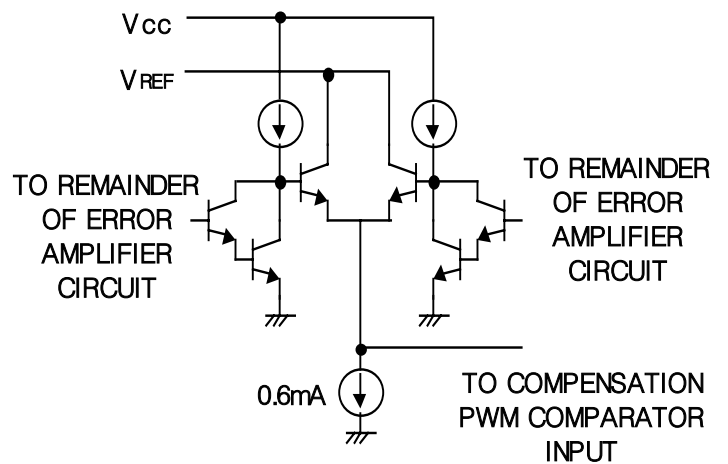 Vcc
VREF
TO REMAINDER
OF ERROR
AMPLIFIER
CIRCUIT
TO REMAINDER
OF ERROR
AMPLIFIER
CIRCUIT
0.6mA
TO COMPENSATION
PWM COMPARATOR
INPUT